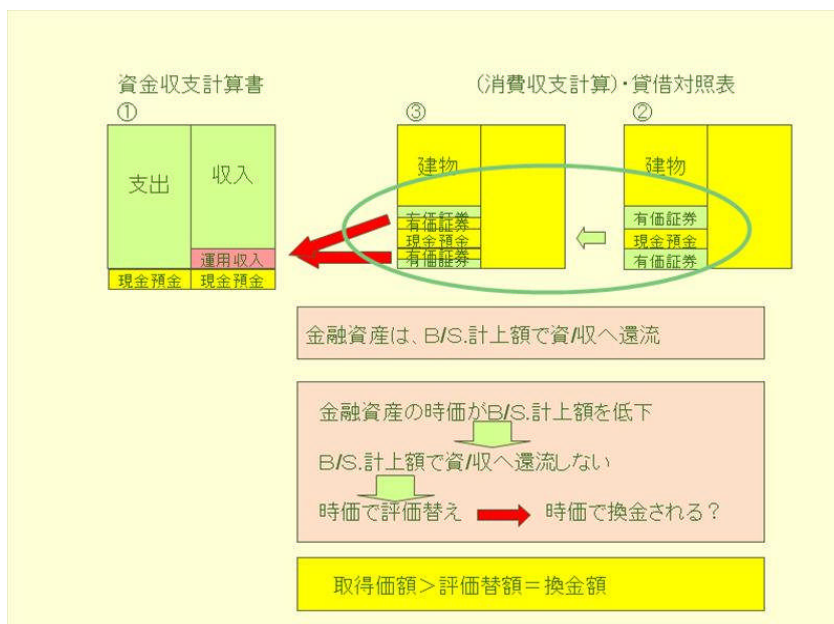 資金収支計算書
(消費収支計算)・貸借対照表
①
③
②
支出
収入
運用収入
現金預金
現金預金
建物
有価証券
有価証券
現金預金
有価証券
建物
有価証券
現金預金
有価証券
金融資産は、B/S.計上額で資/収へ還流
金融資産の時価がB/S.計上額を低下
B/S.計上額で資/収へ還流しない
時価で評価替え
時価で換金される?
取得価額>評価替額=換金額